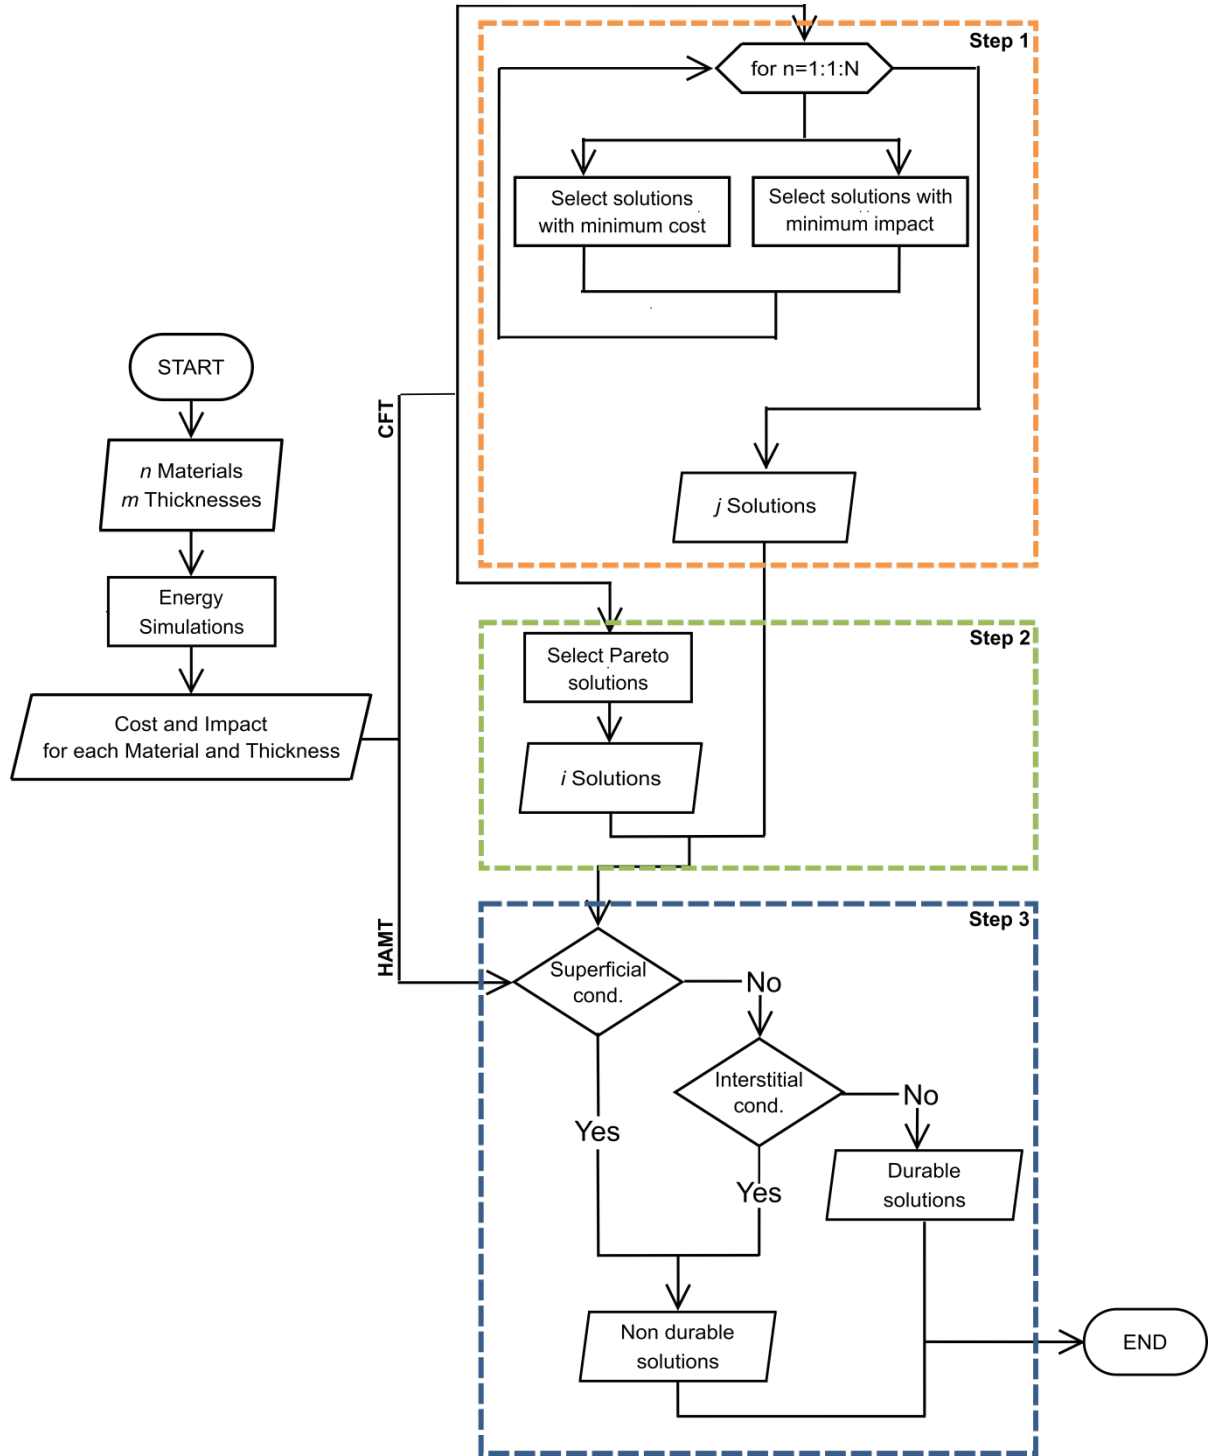 START
n Materials
m Thicknesses
Energy
Simulations
Cost and Impact
for each Material and Thickness
CFT
HAMT
Step 1
for n=1:1:N
Select solutions
with minimum cost
Select solutions with
minimum impact
j Solutions
Step 2
Select Pareto
solutions
i Solutions
Step 3
Superficial
cond.
No
Interstitial
cond.
No
Yes
Yes
Durable
solutions
Non durable
solutions
END